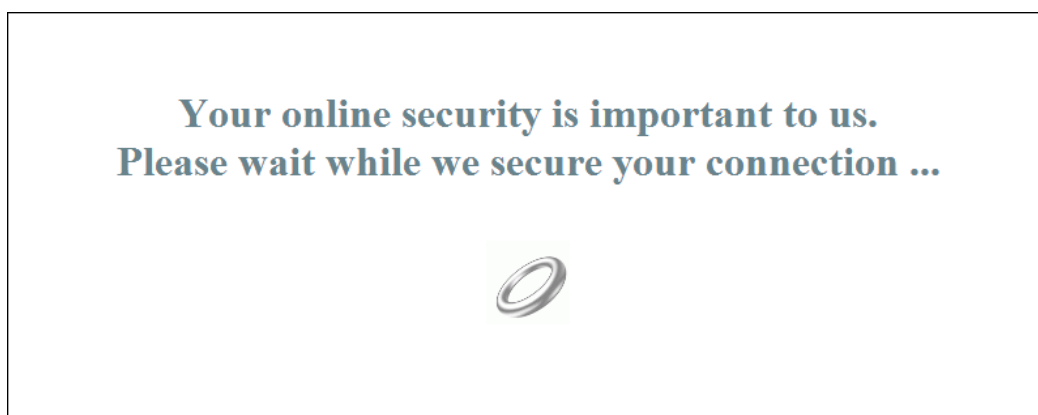 Your online security is important to us.
Please wait while we secure your connection ...